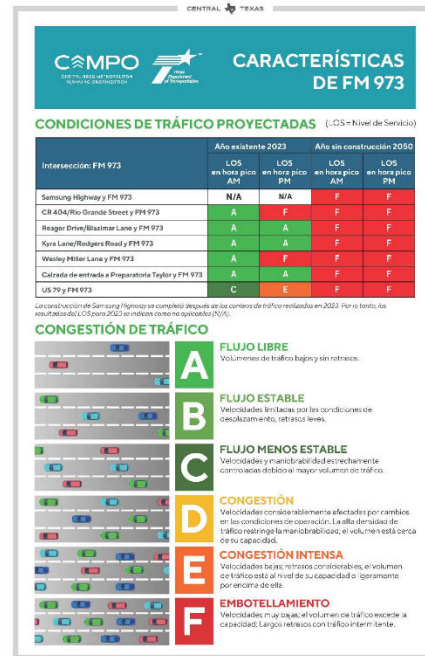 CENTRAL TEXAS
CAMPO
CAPITAL AREA METROPOLITAN
PLANNING ORGANIZATION
TEXAS
Department
of Transportation
CARACTERÍSTICAS
DE FM 973
CONDICIONES DE TRÁFICO PROYECTADAS (LOS = Nivel de Servicio)
Intersección: FM 973
Año existente 2023 Año sin construcción 2050
LOS en hora pico AM LOS en hora pico PM LOS en hora pico AM LOS en hora pico PM
Samsung Highway y FM 973 N/A N/A F F
CR 404/Rio Grande Street y FM 973 A F F F
Reagor Drive/Blazimar Lane y FM 973 A A F F
Kyra Lane/Rodgers Road y FM 973 A A F F
Wesley Miller Lane y FM 973 A F F F
Calzada de entrada a Preparatoria Taylor y FM 973 A A F F
US 79 y FM 973 C E F F
La construcción de Samsung Highway se completó después de los conteos de tráfico realizados en 2023. Por lo tanto, los
resultados del LOS para 2023 se indican como no aplicables (N/A).
CONGESTIÓN DE TRÁFICO
A FLUJO LIBRE
Volumenes de tráfico bajos y sin retrasos.
B FLUJO ESTABLE
Velocidades limitadas por las condiciones de
desplazamiento, retrasos leves.
C FLUJO MENOS ESTABLE
Velocidades y maniobrabilidad estrechamente
controladas debido al mayor volumen de tráfico.
D CONGESTIÓN
Velocidades considerablemente afectadas por cambios
en las condiciones de operación. La alta densidad de
tráfico restringe la maniobrabilidad, el volumen está cerca
de su capacidad.
E CONGESTIÓN INTENSA
Velocidades bajas; retrasos considerables, el volumen
de tráfico está al nivel de su capacidad o ligeramente
por encima de ella.
F EMBOTELLAMIENTO
Velocidades muy bajas; el volumen de tráfico excede la
capacidad; Largos retrasos con tráfico intermitente.